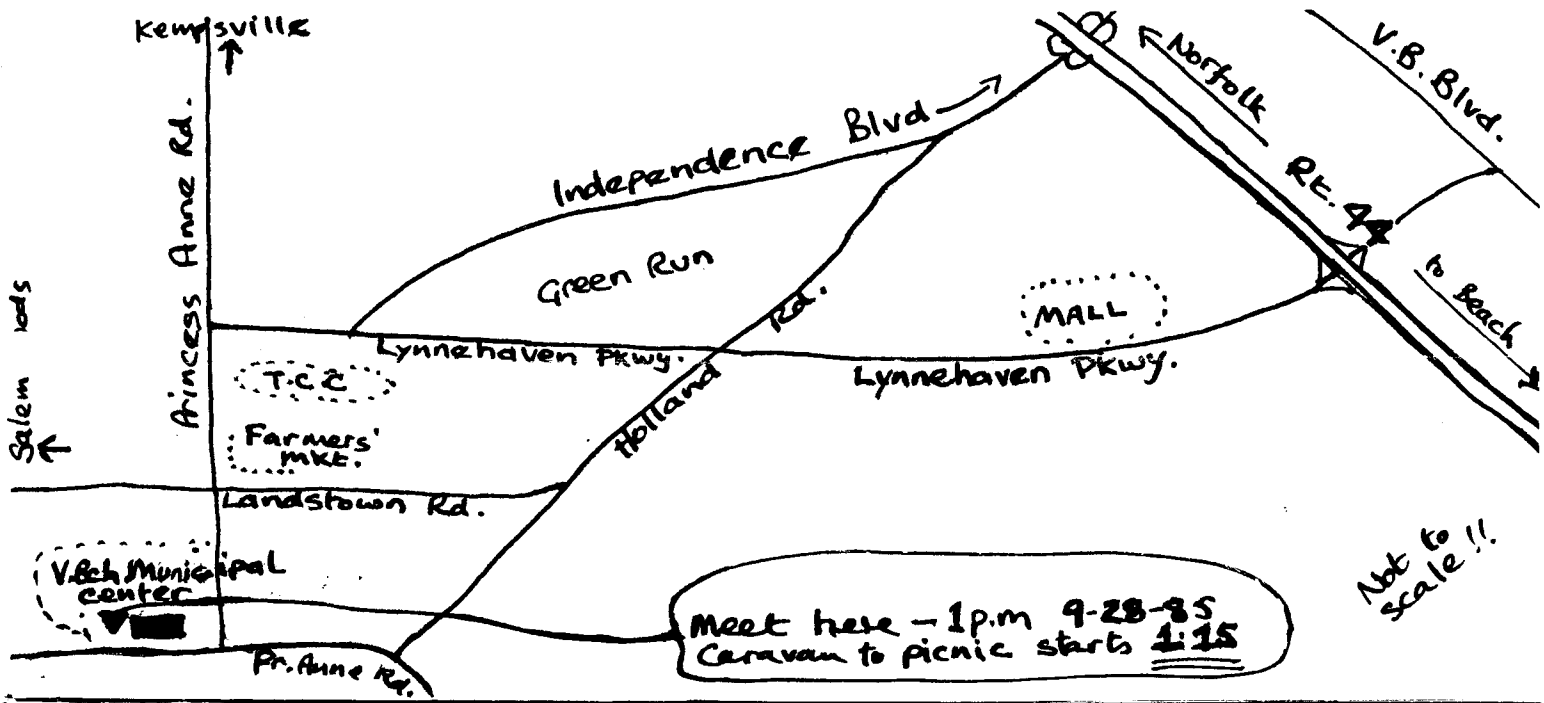 Kempsville
Norfolk
V.B. Blvd.
Independence Blvd
Princess Anne Rd.
Rt. 44
Green Run
to Beach
Salem
MALL
Rd.
Lynnehaven Pkwy.
Lynnehaven Pkwy.
T.C.C
Holland
Farmers'
mkt.
Landstown Rd.
Not to
scale!!
V.Bch Municipal
center
Meet here - 1p.m 9-28-85
Caravan to picnic starts 1:15
Pr. Anne Rd.